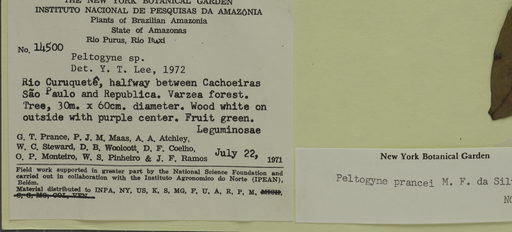 THE NEW YORK BOTANICAL GARDEN
INSTITUTO NACIONAL DE PESQUISAS DA AMAZÔNIA
Plants of Brazilian Amazonia
State of Amazonas
Rio Purus, Rio Ituxi
No. 14500
Peltogyne sp.
Det. Y. T. Lee, 1972
Rio Curuqueté, halfway between Cachoeiras
São Paulo and Republica. Varzea forest.
Tree, 30m. x 60cm. diameter. Wood white on
outside with purple center. Fruit green.
Leguminosae
G. T. Prance, P. J. M. Maas, A. A. Atchley,
W. C. Steward, D. B. Woolcott, D. F. Coelho,
O. P. Monteiro, W. S. Pinheiro & J. F. Ramos July 22, 1971
Field work supported in greater part by the National Science Foundation and
carried out in collaboration with the Instituto Agronomico do Norte (IPEAN),
Belém.
Material distributed to INPA, NY, US, K, S, MG, F, U, A, R, P, M,
New York Botanical Garden
Peltogyne prancei M. F. da Sil